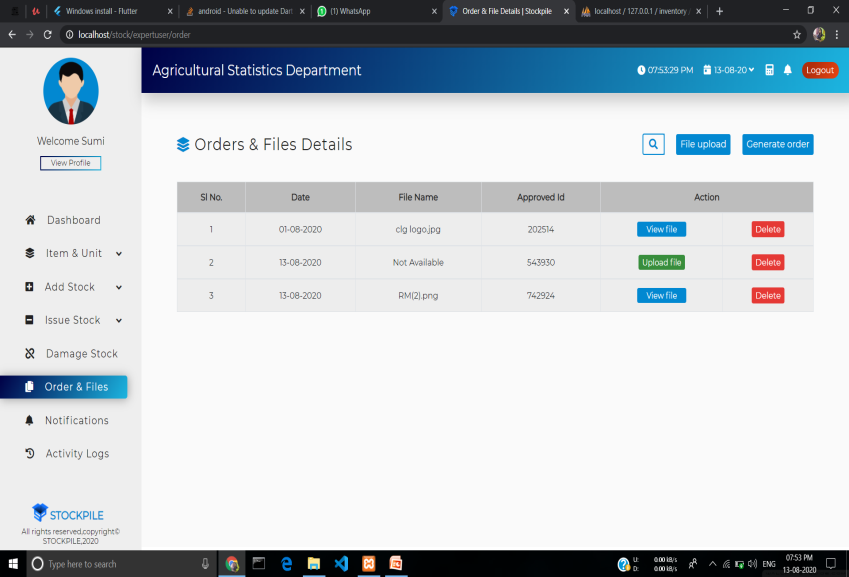 Windows install - Flutter
android - Unable to update Dart
(1) WhatsApp
Order & File Details | Stockpile
localhost / 127.0.0.1 / inventory
localhost/stock/expertuser/order
Agricultural Statistics Department
07:53:29 PM
13-08-20
Logout
Welcome Sumi
View Profile
Dashboard
Item & Unit
Add Stock
Issue Stock
Damage Stock
Order & Files
Notifications
Activity Logs
STOCKPILE
All rights reserved,copyright©
STOCKPILE,2020
Orders & Files Details
File upload
Generate order
Sl No. Date File Name Approved Id Action
1 01-08-2020 clg logo.jpg 202514 View file Delete
2 13-08-2020 Not Available 543930 Upload file Delete
3 13-08-2020 RM(2).png 742924 View file Delete
Type here to search
U: 0.00 kB/s
D: 0.00 kB/s
ENG
07:53 PM
13-08-2020